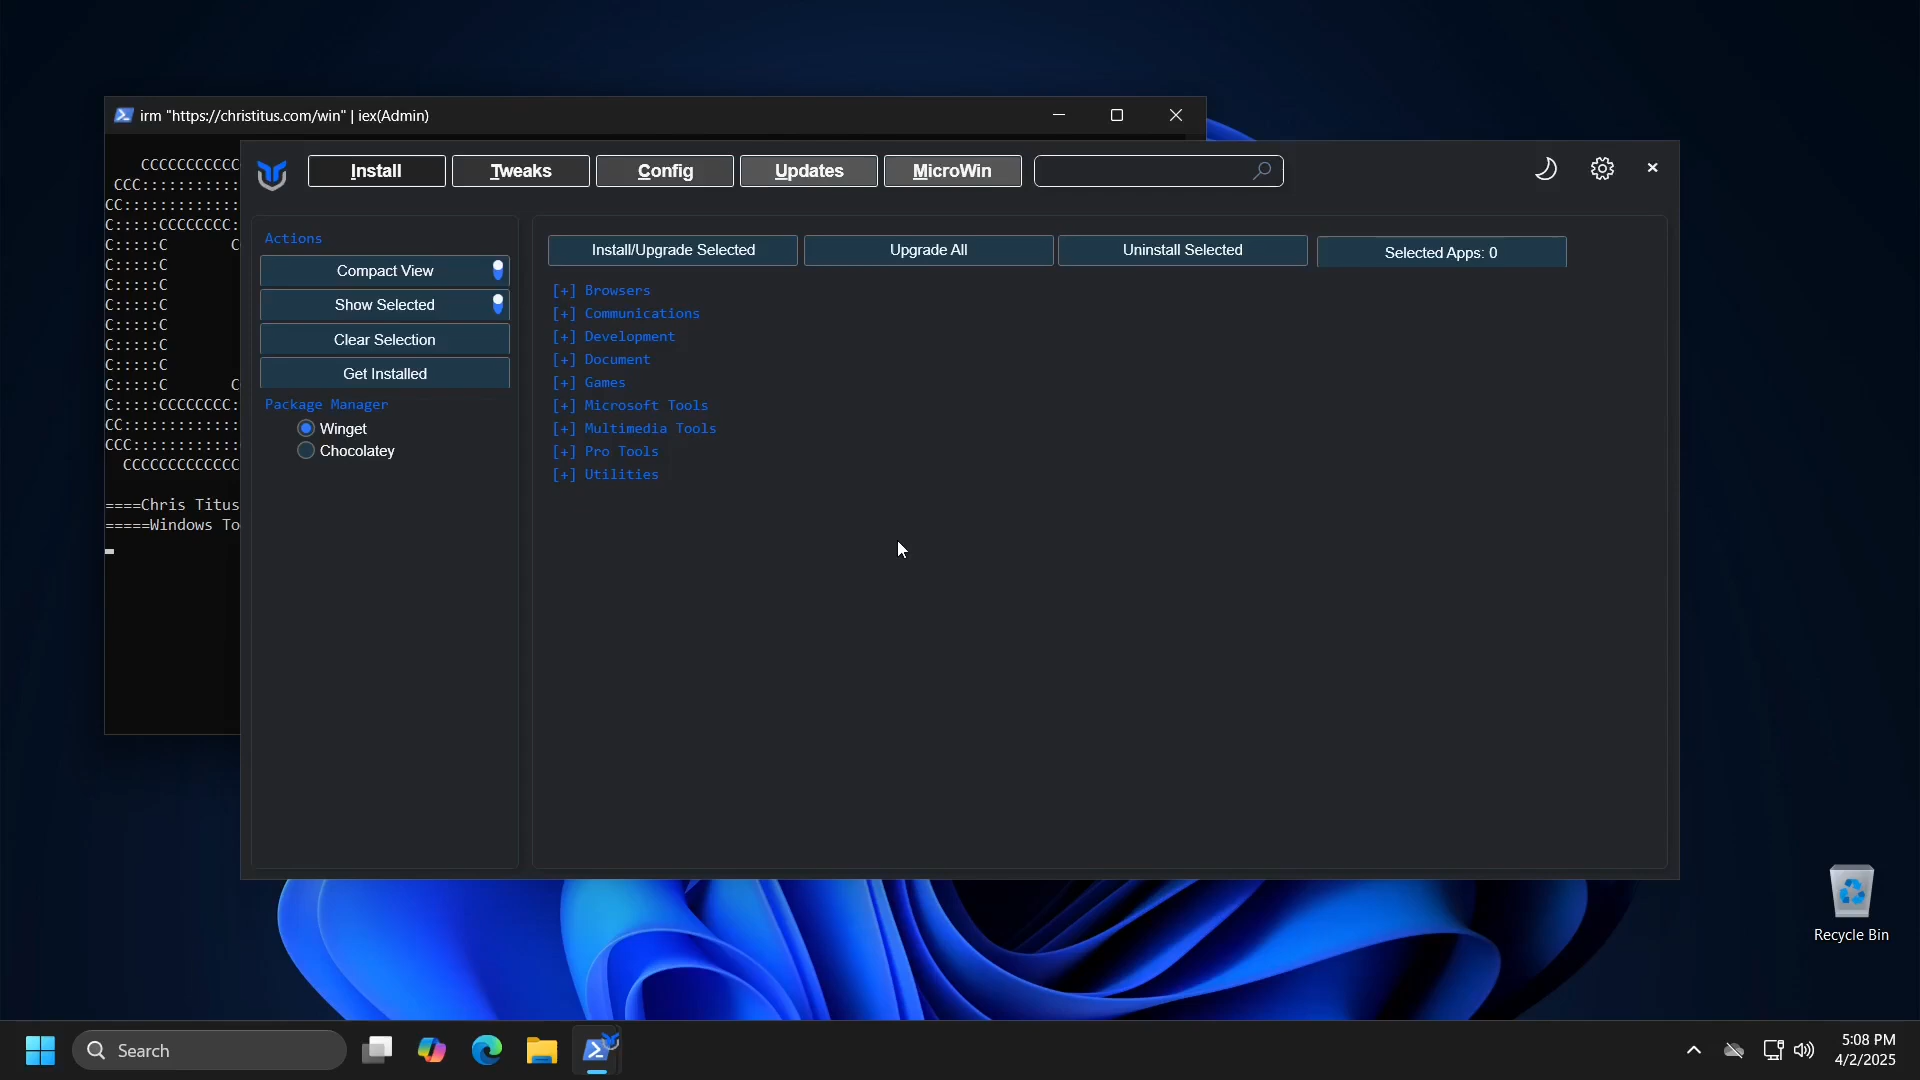 irm "https://christitus.com/win" | iex(Admin)
CCCCCCCCCCC
CCC::::::::::::
CC:::::::::::::
C:::::CCCCCCCC:
C:::::C       C
C:::::C
C:::::C
C:::::C
C:::::C
C:::::C
C:::::C
C:::::C       C
C:::::CCCCCCCC:
CC:::::::::::::
CCC::::::::::::
CCCCCCCCCCCCC
====Chris Titus
=====Windows To
Install
Tweaks
Config
Updates
MicroWin
Actions
Compact View
Show Selected
Clear Selection
Get Installed
Package Manager
Winget
Chocolatey
Install/Upgrade Selected
Upgrade All
Uninstall Selected
Selected Apps: 0
[+] Browsers
[+] Communications
[+] Development
[+] Document
[+] Games
[+] Microsoft Tools
[+] Multimedia Tools
[+] Pro Tools
[+] Utilities
Recycle Bin
Search
5:08 PM
4/2/2025